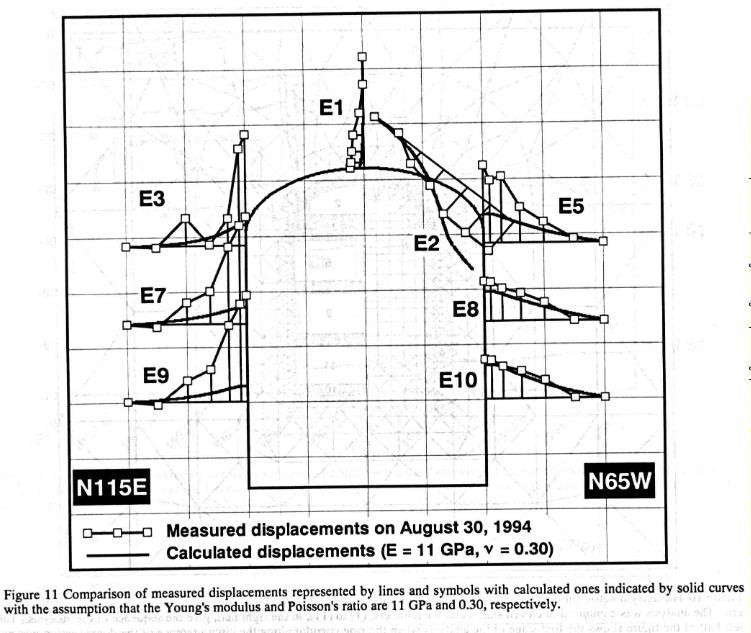 E1
E3
E5
E2
E7
E8
E9
E10
N115E
N65W
Measured displacements on August 30, 1994
Calculated displacements (E = 11 GPa, ν = 0.30)
Figure 11 Comparison of measured displacements represented by lines and symbols with calculated ones indicated by solid curves
with the assumption that the Young's modulus and Poisson's ratio are 11 GPa and 0.30, respectively.